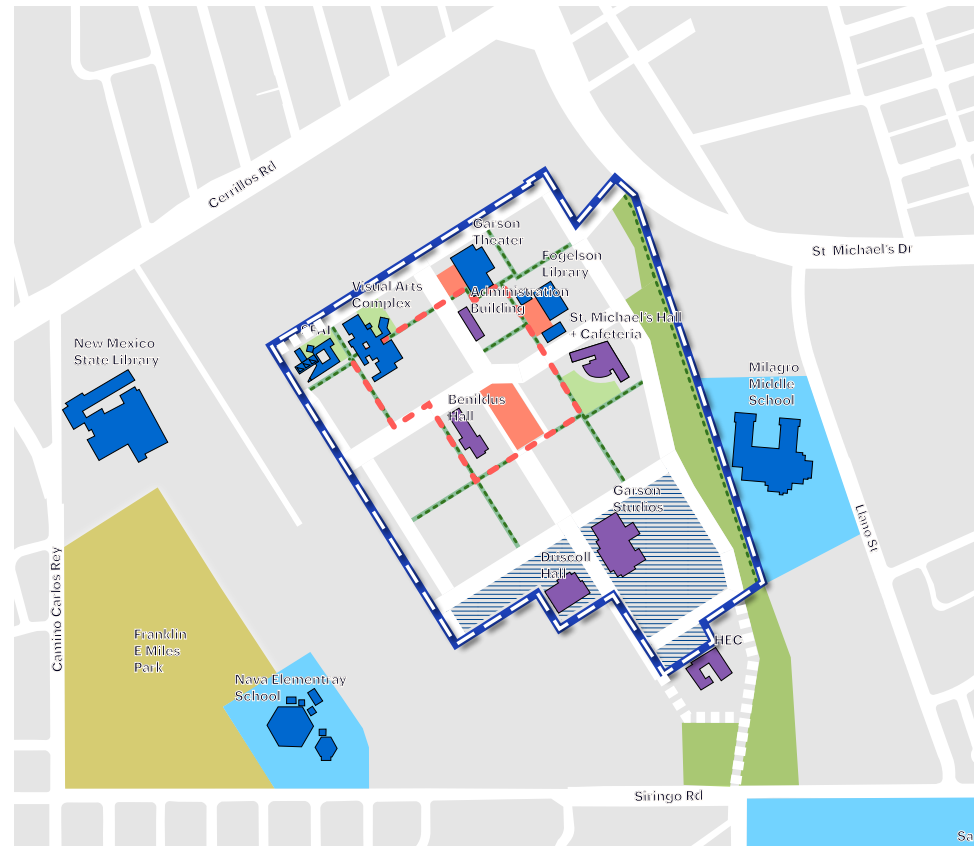 Cerrillos Rd
St Michael's Dr
Garson
Theater
Fogelson
Library
Visual Arts
Complex
Administration
Building
St. Michael's Hall
+ Cafeteria
New Mexico
State Library
Milagro
Middle
School
Benildus
Hall
Garson
Studios
Llano St
Driscoll
Hall
Camino Carlos Rey
Franklin
E Miles
Park
HEC
Nava Elementray
School
Siringo Rd
Sa